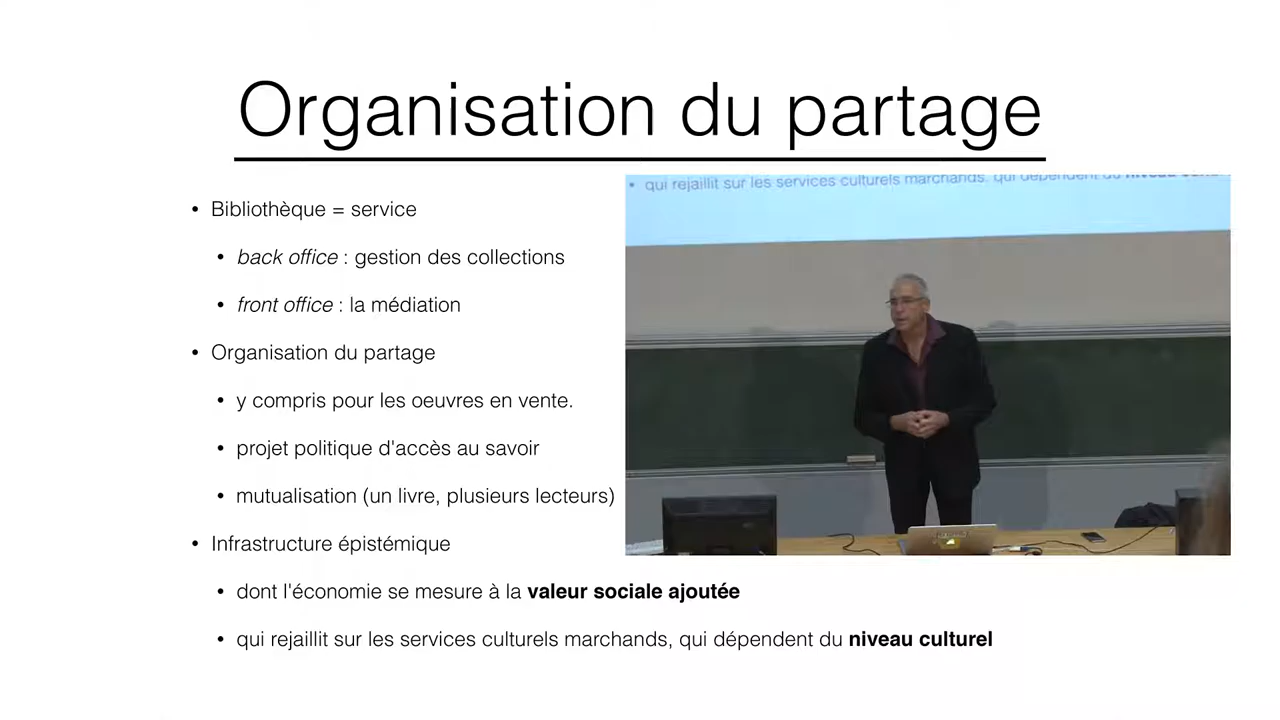 Organisation du partage
• qui rejaillit sur les services culturels marchands, qui dépendent du niveau
• Bibliothèque = service
• back office : gestion des collections
• front office : la médiation
• Organisation du partage
• y compris pour les oeuvres en vente.
• projet politique d'accès au savoir
• mutualisation (un livre, plusieurs lecteurs)
• Infrastructure épistémique
• dont l'économie se mesure à la valeur sociale ajoutée
• qui rejaillit sur les services culturels marchands, qui dépendent du niveau culturel